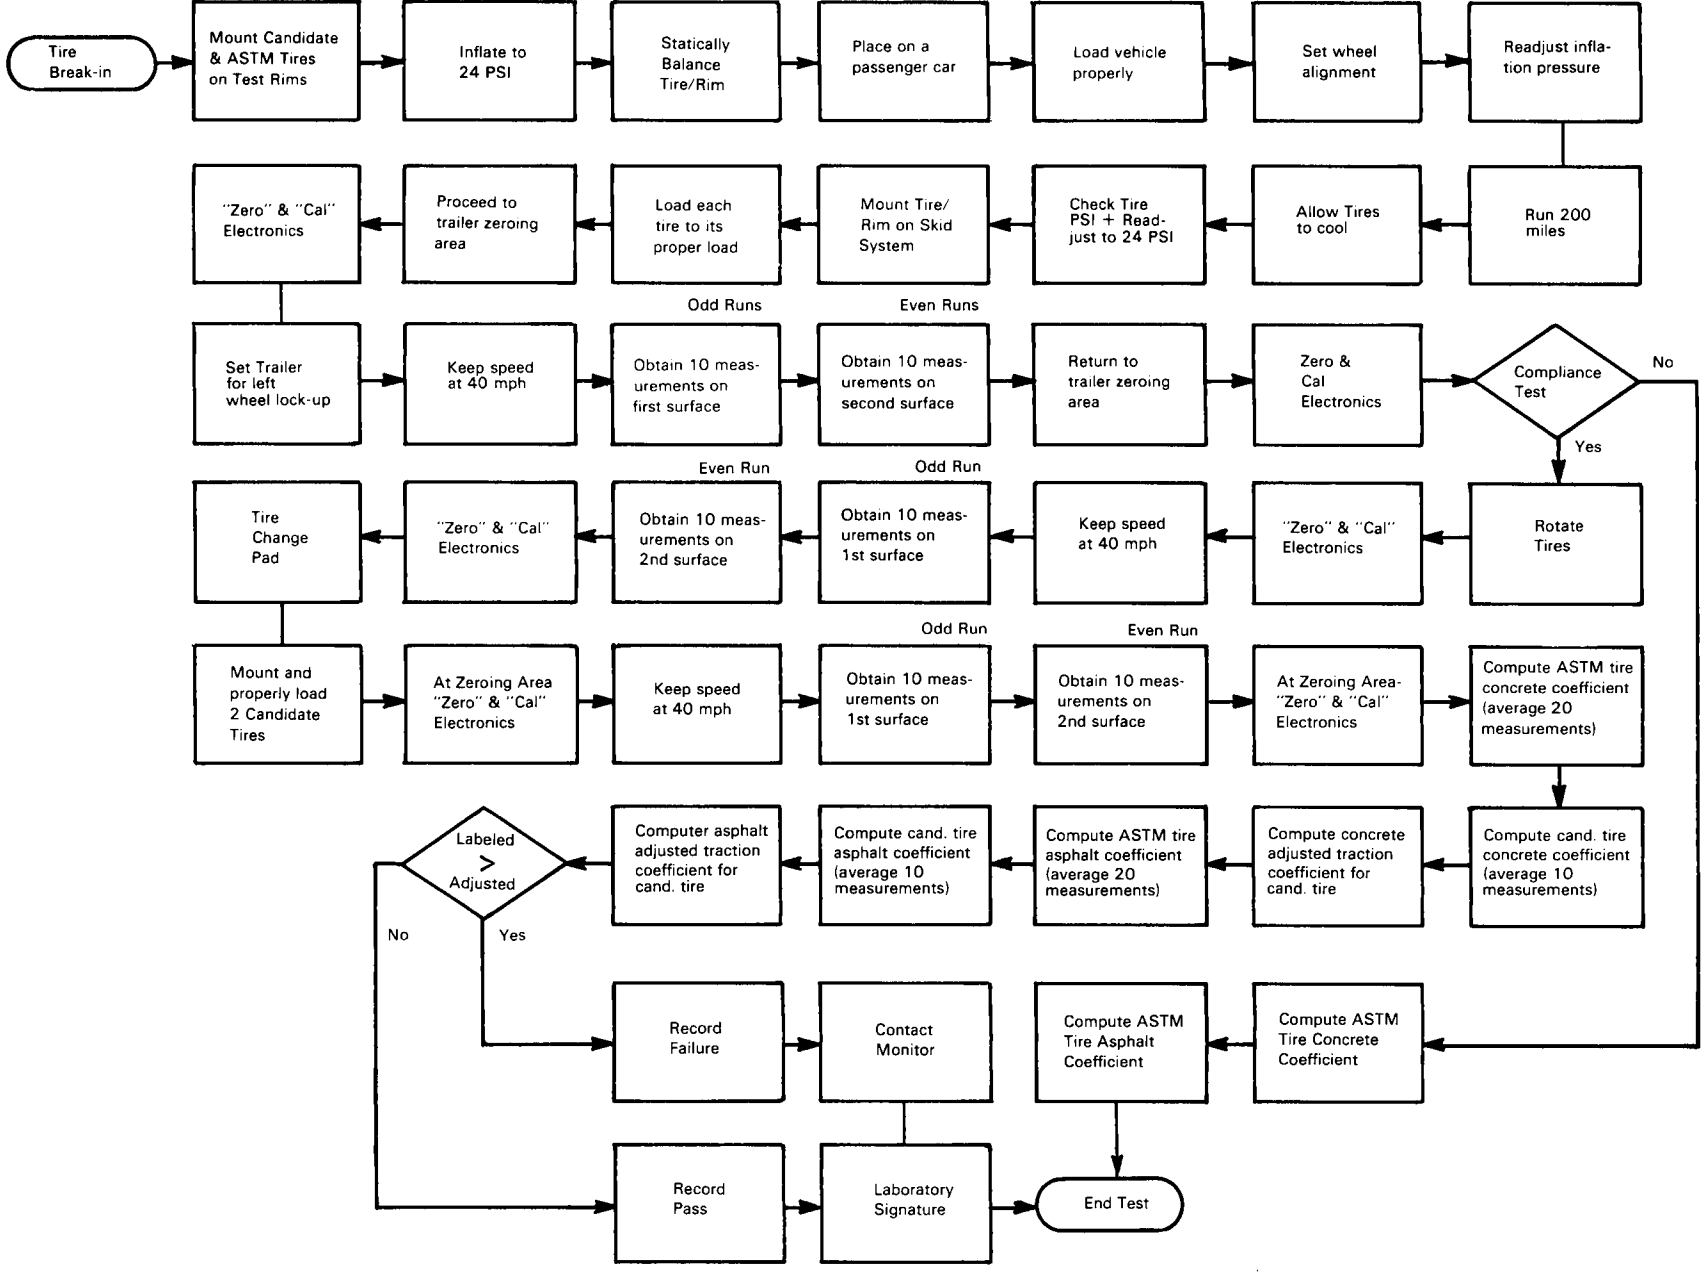 Tire
Break-in
Mount Candidate
& ASTM Tires
on Test Rims
Inflate to
24 PSI
Statically
Balance
Tire/Rim
Place on a
passenger car
Load vehicle
properly
Set wheel
alignment
Readjust infla-
tion pressure
"Zero" & "Cal"
Electronics
Proceed to
trailer zeroing
area
Load each
tire to its
proper load
Mount Tire/
Rim on Skid
System
Check Tire
PSI + Read-
just to 24 PSI
Allow Tires
to cool
Run 200
miles
Odd Runs
Even Runs
Set Trailer
for left
wheel lock-up
Keep speed
at 40 mph
Obtain 10 meas-
urements on
first surface
Obtain 10 meas-
urements on
second surface
Return to
trailer zeroing
area
Zero &
Cal
Electronics
Compliance
Test
No
Yes
Even Run
Odd Run
Tire
Change
Pad
"Zero" & "Cal"
Electronics
Obtain 10 meas-
urements on
2nd surface
Obtain 10 meas-
urements on
1st surface
Keep speed
at 40 mph
"Zero" & "Cal"
Electronics
Rotate
Tires
Odd Run
Even Run
Mount and
properly load
2 Candidate
Tires
At Zeroing Area
"Zero" & "Cal"
Electronics
Keep speed
at 40 mph
Obtain 10 meas-
urements on
1st surface
Obtain 10 meas-
urements on
2nd surface
At Zeroing Area-
"Zero" & "Cal"
Electronics
Compute ASTM tire
concrete coefficient
(average 20
measurements)
Labeled
>
Adjusted
Computer asphalt
adjusted traction
coefficient for
cand. tire
Compute cand. tire
asphalt coefficient
(average 10
measurements)
Compute ASTM tire
asphalt coefficient
(average 20
measurements)
Compute concrete
adjusted traction
coefficient for
cand. tire
Compute cand. tire
concrete coefficient
(average 10
measurements)
No
Yes
Record
Failure
Contact
Monitor
Compute ASTM
Tire Asphalt
Coefficient
Compute ASTM
Tire Concrete
Coefficient
Record
Pass
Laboratory
Signature
End Test